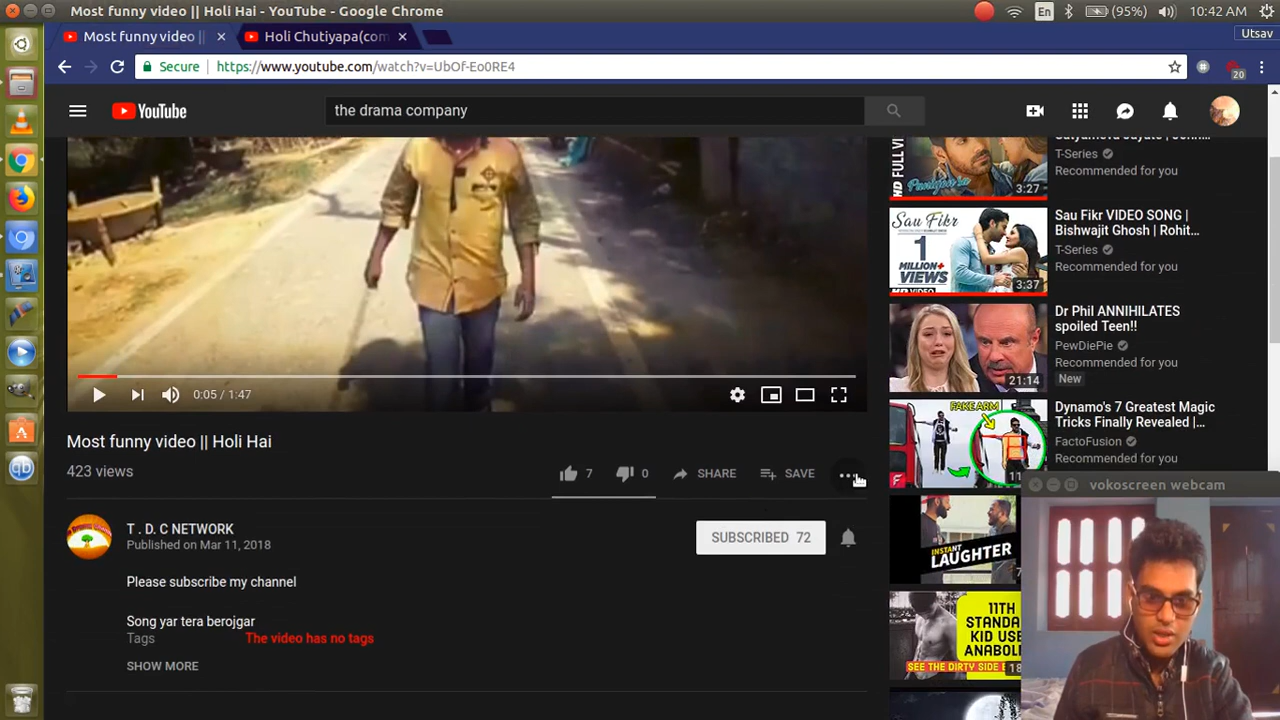 Most funny video || Holi Hai - YouTube - Google Chrome
En
(95%)
10:42 AM
Most funny video ||
Holi Chutiyapa(com
Utsav
Secure
https://www.youtube.com/watch?v=UbOf-Eo0RE4
20
YouTube
the drama company
T-Series
Recommended for you
3:27
Sau Fikr
1
MILLION+
VIEWS
HD VIDEO
3:37
Sau Fikr VIDEO SONG |
Bishwajit Ghosh | Rohit...
T-Series
Recommended for you
21:14
Dr Phil ANNIHILATES
spoiled Teen!!
PewDiePie
Recommended for you
New
FAKE ARM
Dynamo's 7 Greatest Magic
Tricks Finally Revealed |...
FactoFusion
Recommended for you
0:05 / 1:47
Most funny video || Holi Hai
423 views
7
0
SHARE
SAVE
T . D. C NETWORK
Published on Mar 11, 2018
SUBSCRIBED 72
Please subscribe my channel
Song yar tera berojgar
Tags
The video has no tags
SHOW MORE
INSTANT
LAUGHTER
11TH
STANDA
KID USE
ANABOL
SEE THE DIRTY SIDE
18
vokoscreen webcam